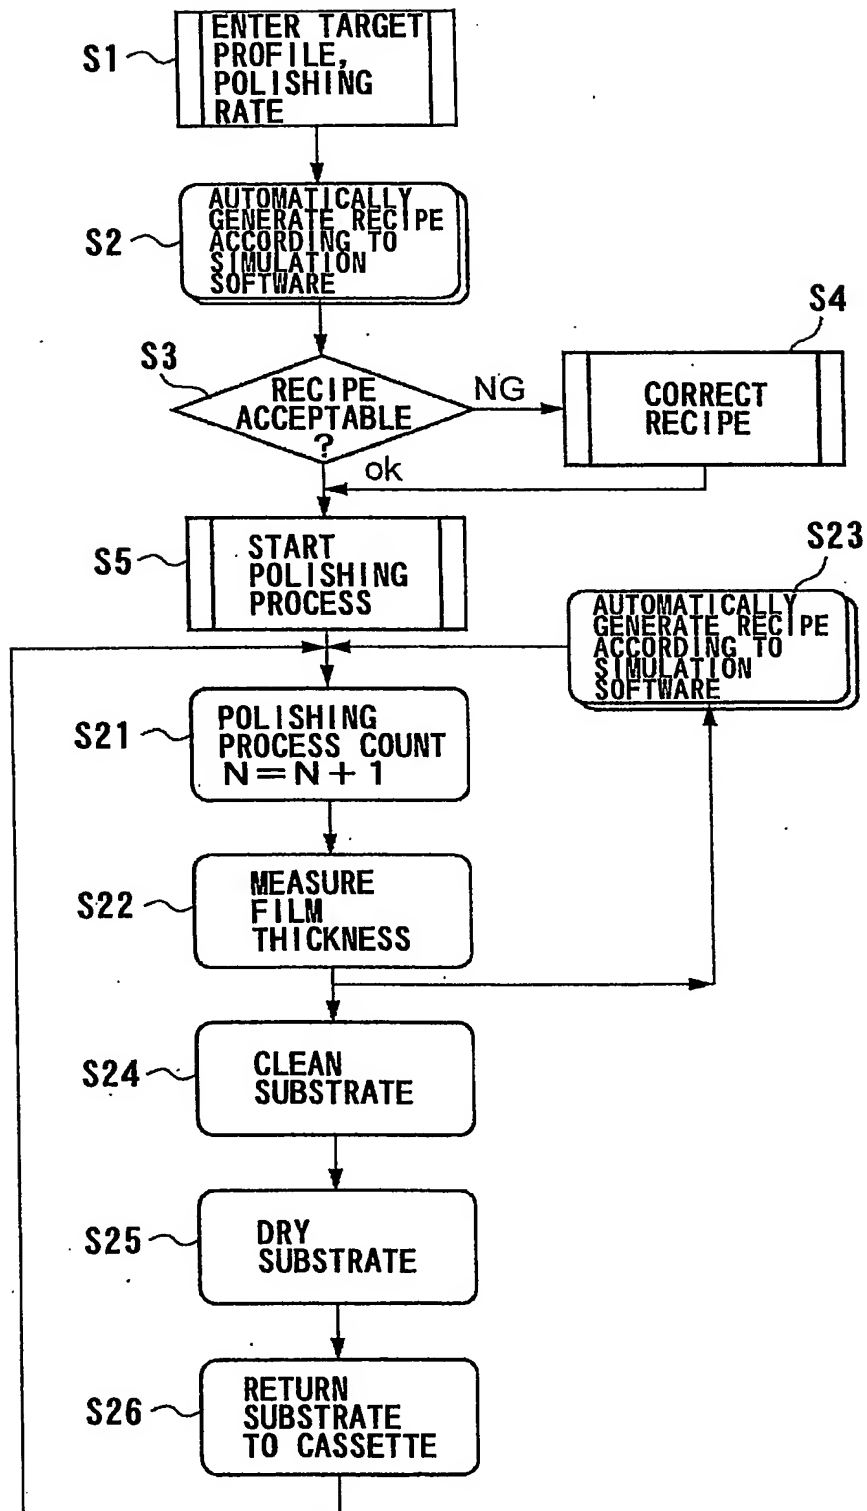 S1
ENTER TARGET
PROFILE,
POLISHING
RATE
S2
AUTOMATICALLY
GENERATE RECIPE
ACCORDING TO
SIMULATION
SOFTWARE
S3
RECIPE
ACCEPTABLE
?
NG
ok
S4
CORRECT
RECIPE
S5
START
POLISHING
PROCESS
S23
AUTOMATICALLY
GENERATE RECIPE
ACCORDING TO
SIMULATION
SOFTWARE
S21
POLISHING
PROCESS COUNT
N=N+1
S22
MEASURE
FILM
THICKNESS
S24
CLEAN
SUBSTRATE
S25
DRY
SUBSTRATE
S26
RETURN
SUBSTRATE
TO CASSETTE